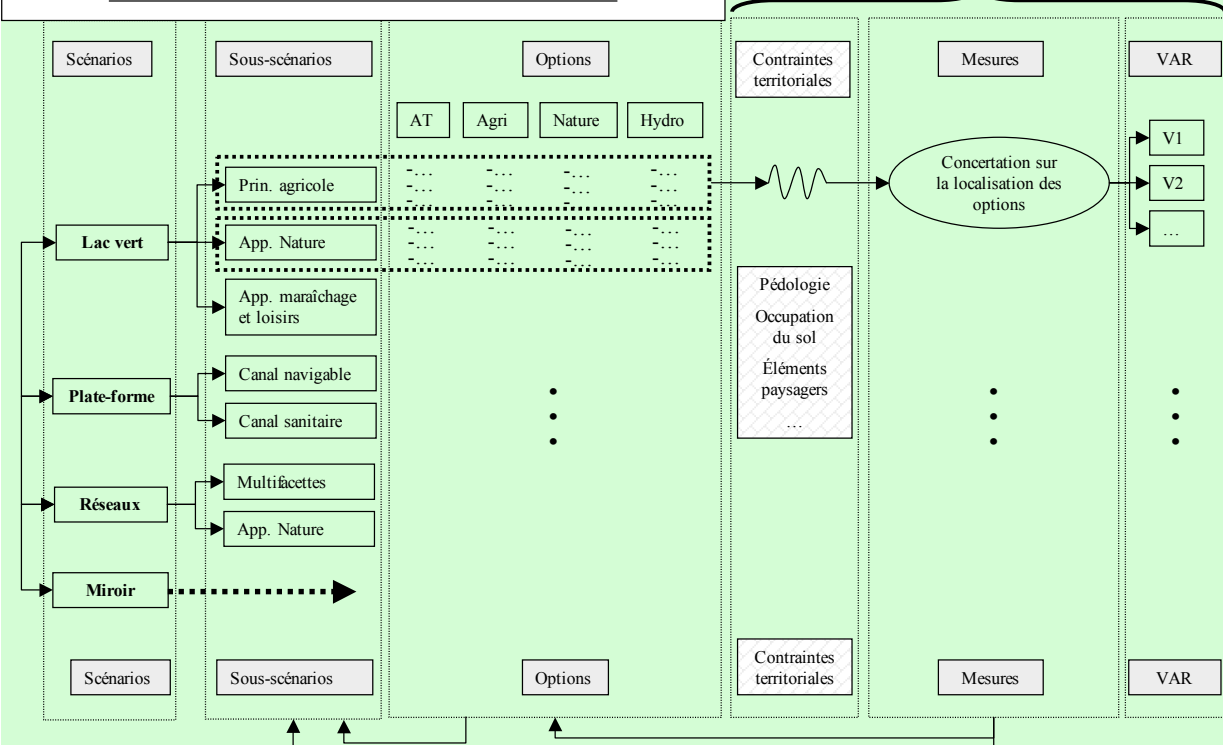 Scénarios
Sous-scénarios
Options
Contraintes
territoriales
Mesures
VAR
AT
Agri
Nature
Hydro
Prin. agricole
-...
-...
-...
-...
-...
-...
-...
-...
-...
-...
-...
-...
Concertation sur
la localisation des
options
V1
V2
...
Lac vert
App. Nature
-...
-...
-...
-...
-...
-...
-...
-...
-...
-...
-...
-...
App. maraîchage
et loisirs
Pédologie
Occupation
du sol
Éléments
paysagers
...
Plate-forme
Canal navigable
Canal sanitaire
Réseaux
Multifacettes
App. Nature
Miroir
Scénarios
Sous-scénarios
Options
Contraintes
territoriales
Mesures
VAR